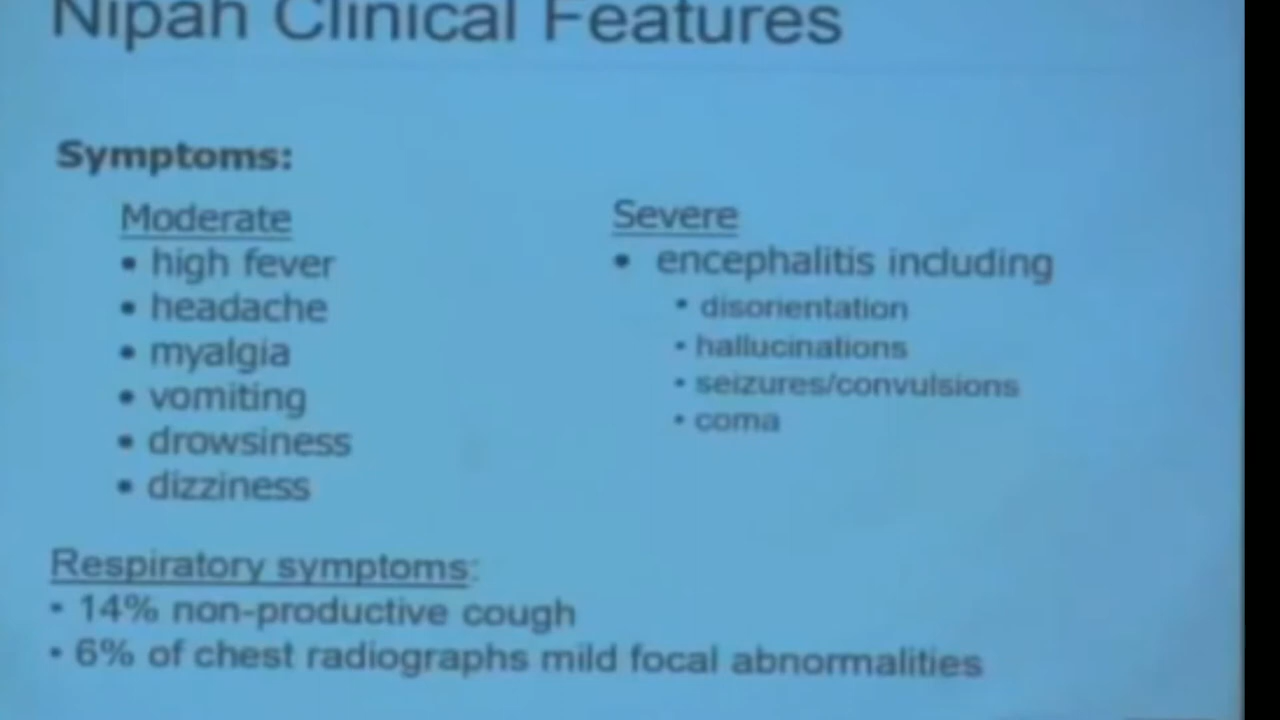 Nipah Clinical Features
Symptoms:
Moderate
• high fever
• headache
• myalgia
• vomiting
• drowsiness
• dizziness
Severe
• encephalitis including
• disorientation
• hallucinations
• seizures/convulsions
• coma
Respiratory symptoms:
• 14% non-productive cough
• 6% of chest radiographs mild focal abnormalities